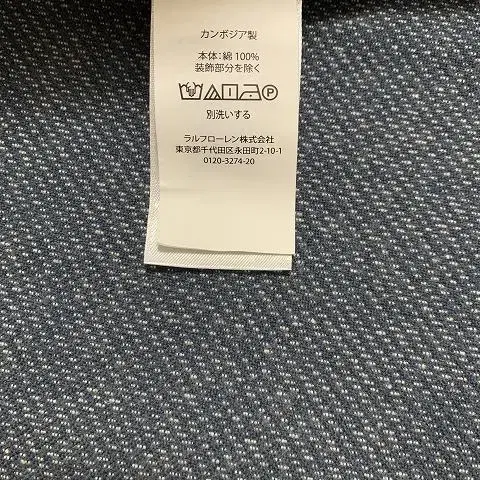 カンボジア製
本体:綿 100%
装飾部分を除く
別洗いする
ラルフローレン株式会社
東京都千代田区永田町2-10-1
0120-3274-20